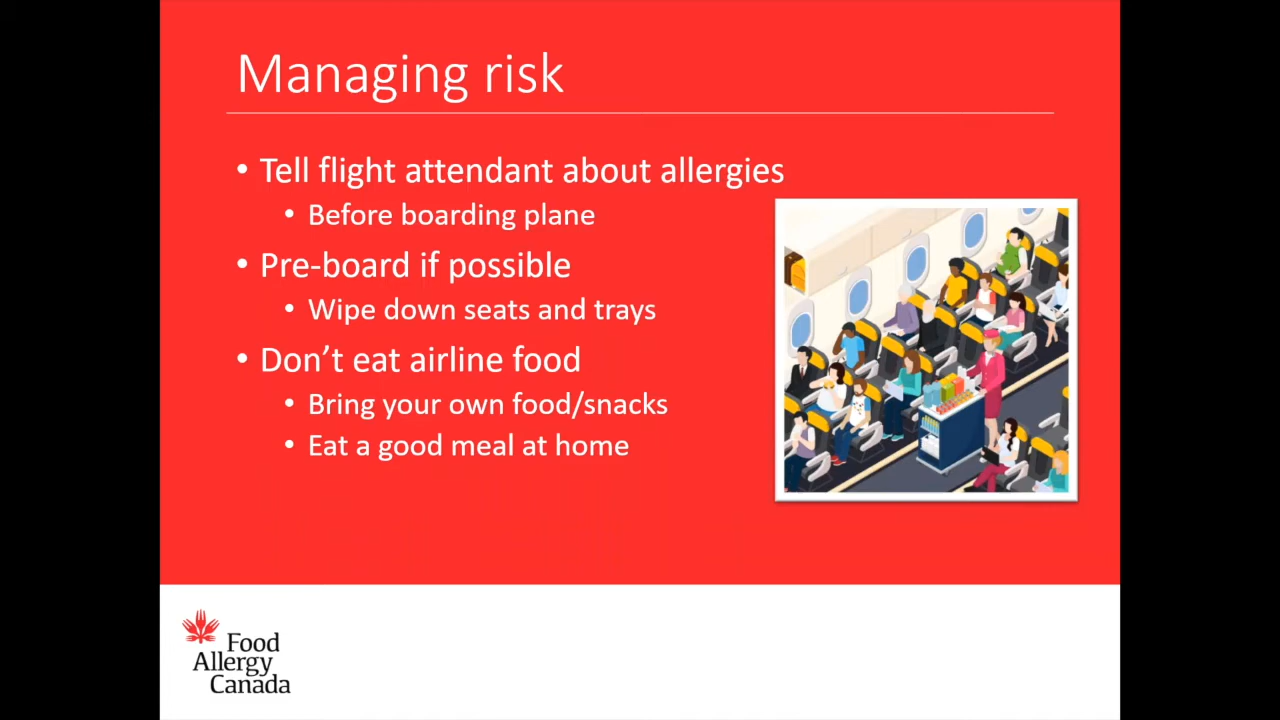 Managing risk
• Tell flight attendant about allergies
• Before boarding plane
• Pre-board if possible
• Wipe down seats and trays
• Don’t eat airline food
• Bring your own food/snacks
• Eat a good meal at home
Food
Allergy
Canada